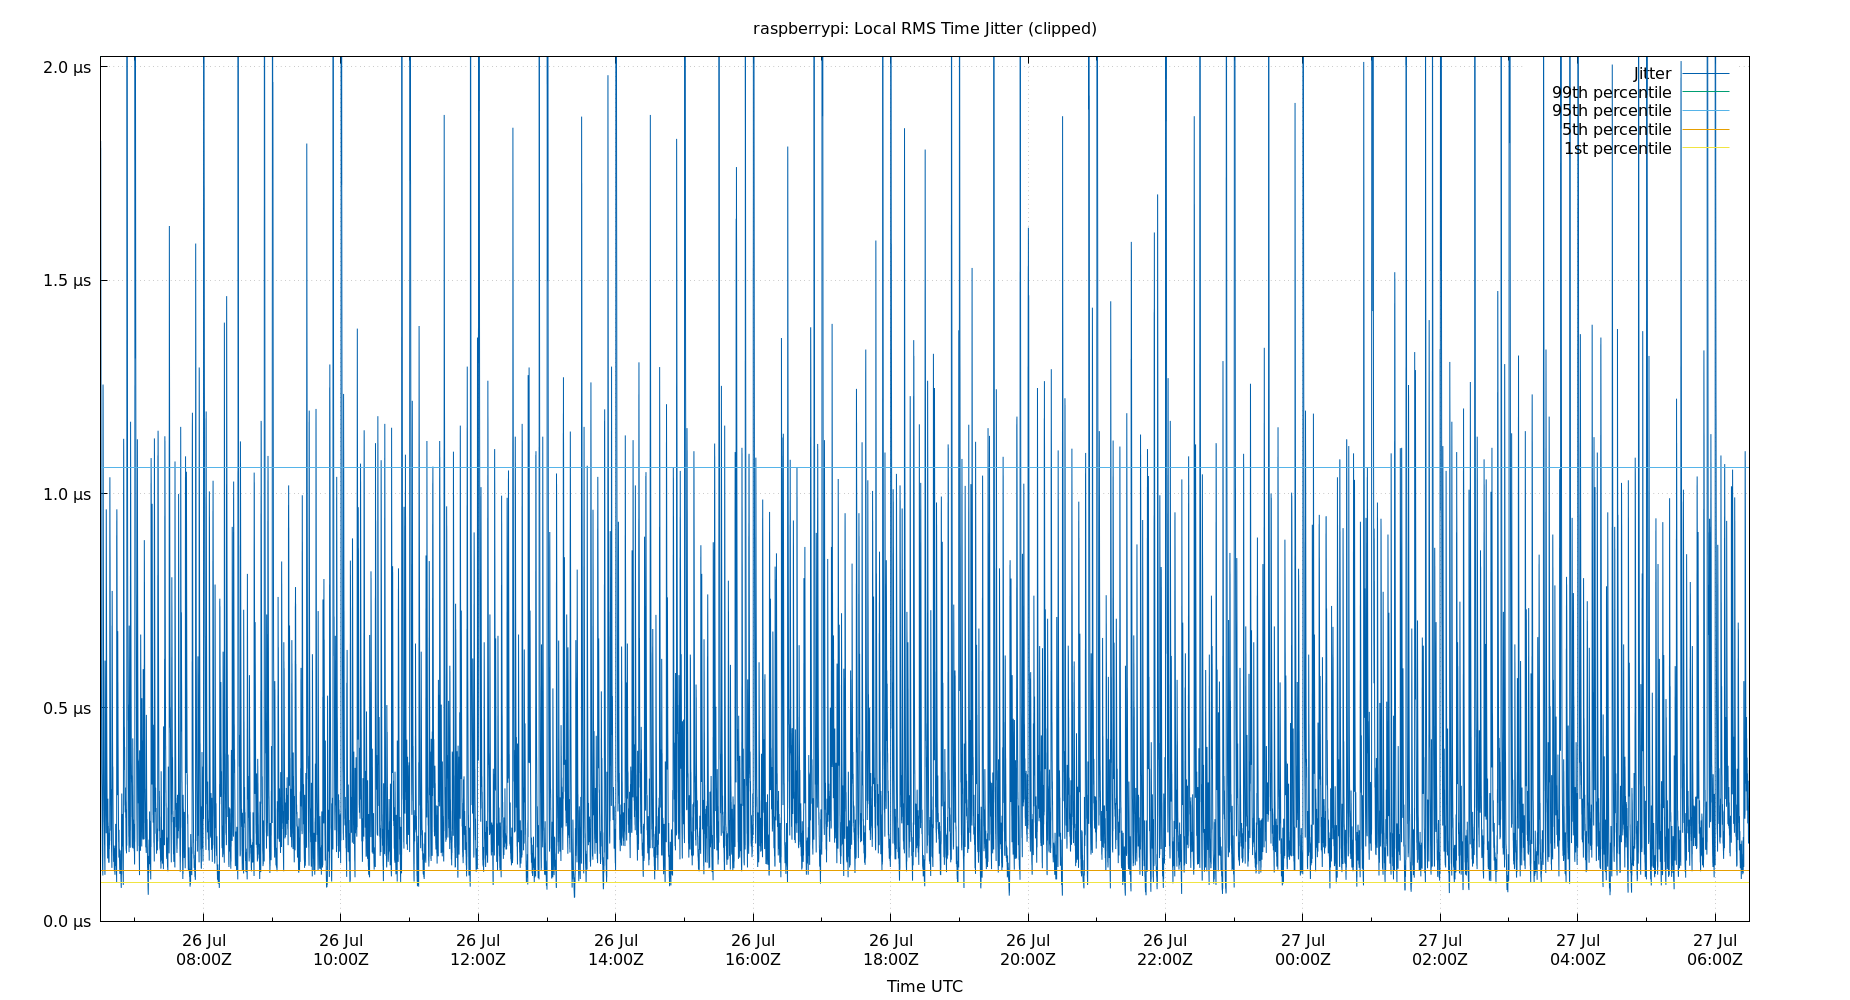 raspberrypi: Local RMS Time Jitter (clipped)
2.0 µs
1.5 µs
1.0 µs
0.5 µs
0.0 µs
Jitter
99th percentile
95th percentile
5th percentile
1st percentile
26 Jul 26 Jul 26 Jul 26 Jul 26 Jul 26 Jul 26 Jul 26 Jul 27 Jul 27 Jul 27 Jul 27 Jul
08:00Z 10:00Z 12:00Z 14:00Z 16:00Z 18:00Z 20:00Z 22:00Z 00:00Z 02:00Z 04:00Z 06:00Z
Time UTC